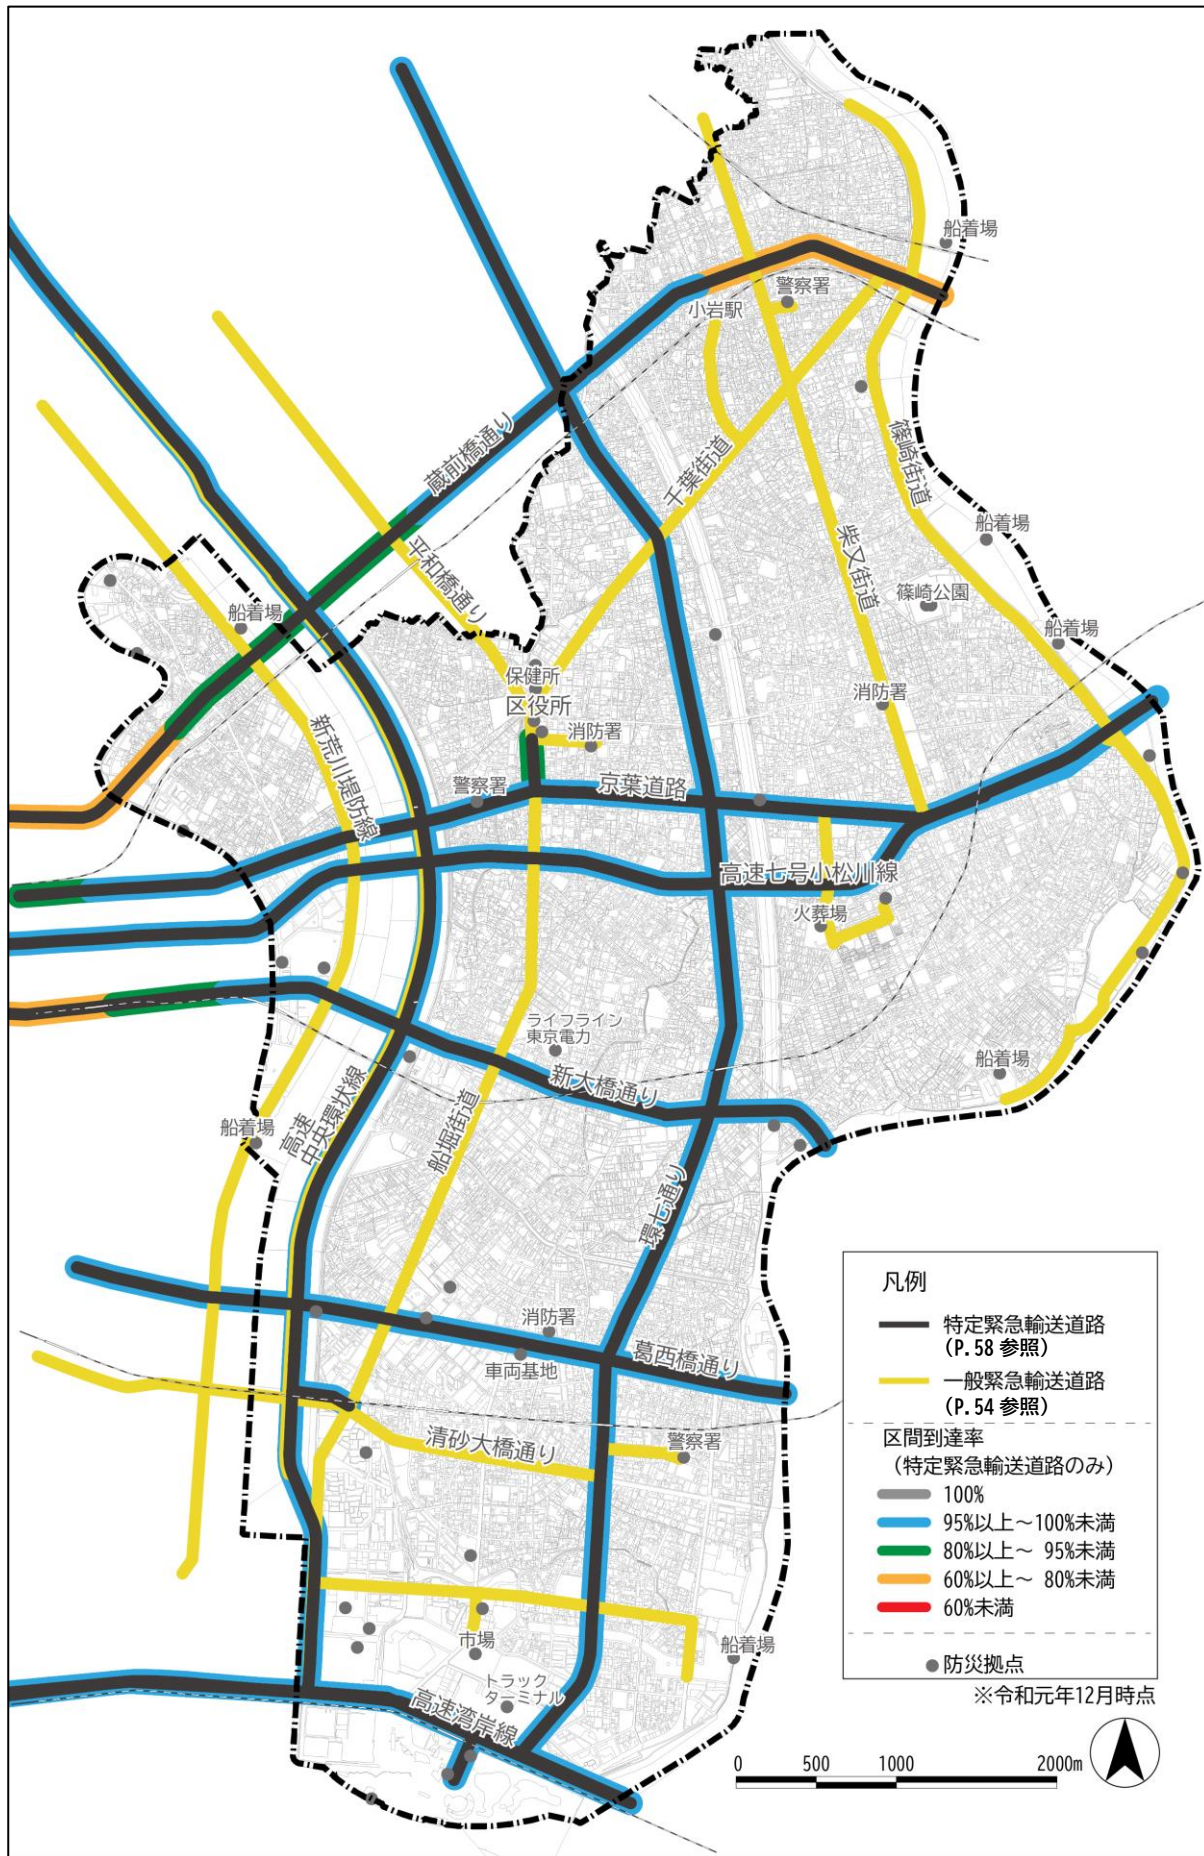 船着場
警察署
小岩駅
蔵前橋通り
千葉街道
篠崎街道
船着場
柴又街道
平和橋通り
篠崎公園
船着場
船着場
保健所
区役所
消防署
消防署
新荒川堤防線
警察署
京葉道路
高速七号小松川線
火葬場
ライフライン
東京電力
新大橋通り
船着場
船着場
高速
中央環状線
船堀街道
環七通り
消防署
車両基地
葛西橋通り
清砂大橋通り
警察署
市場
船着場
トラック
ターミナル
高速湾岸線
凡例
特定緊急輸送道路
(P.58 参照)
一般緊急輸送道路
(P.54 参照)
区間到達率
(特定緊急輸送道路のみ)
100%
95%以上～100%未満
80%以上～ 95%未満
60%以上～ 80%未満
60%未満
防災拠点
※令和元年12月時点
0 500 1000 2000m